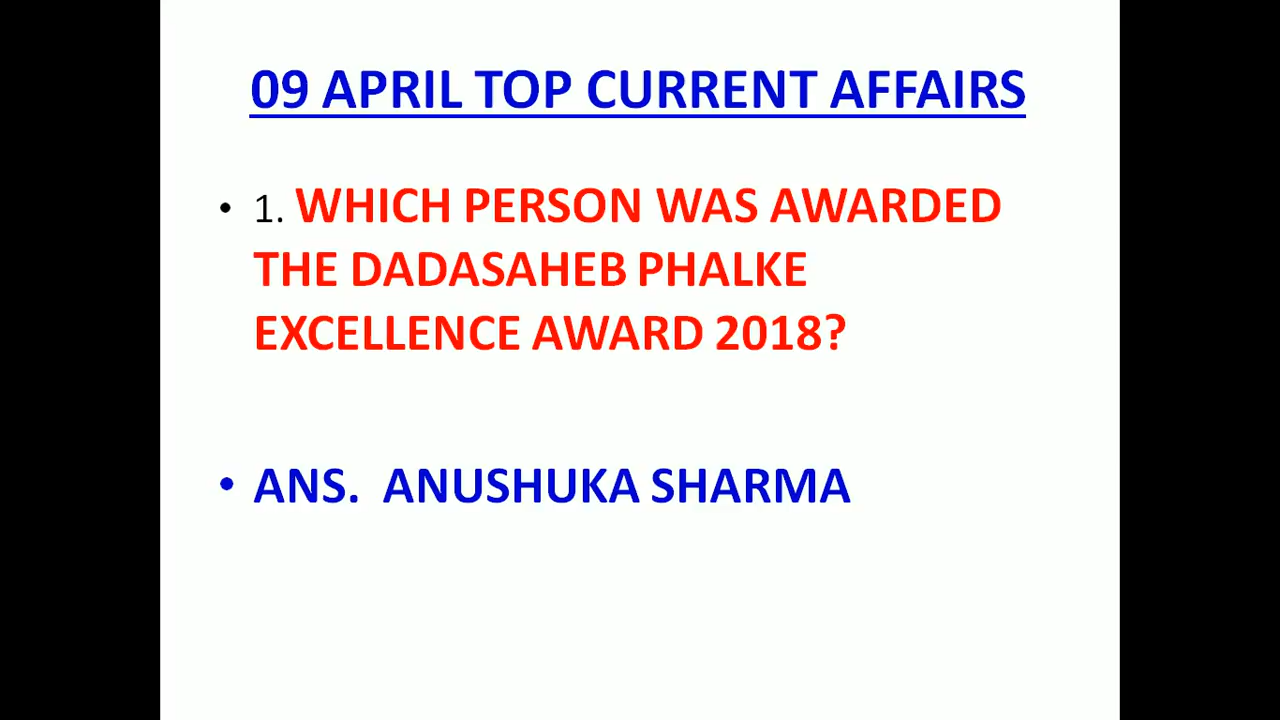 09 APRIL TOP CURRENT AFFAIRS
• 1. WHICH PERSON WAS AWARDED
THE DADASAHEB PHALKE
EXCELLENCE AWARD 2018?
• ANS. ANUSHUKA SHARMA